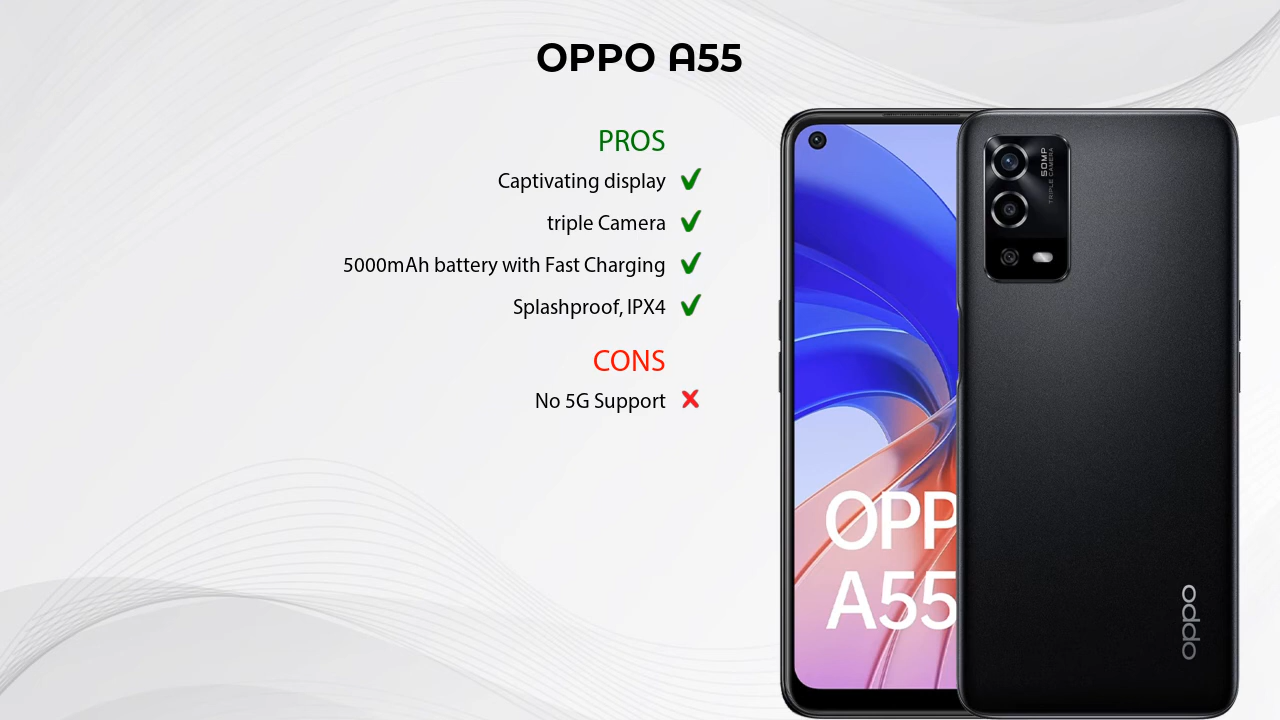 OPPO A55
PROS
Captivating display
triple Camera
5000mAh battery with Fast Charging
Splashproof, IPX4
CONS
No 5G Support
50MP
TRIPLE CAMERA
OPP
A55
oppo